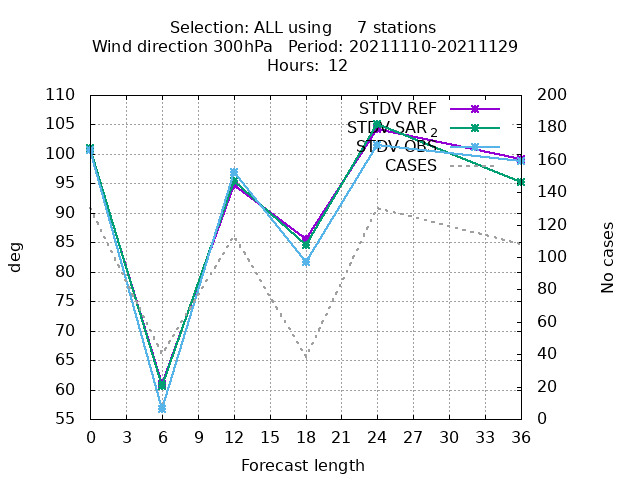 Selection: ALL using 7 stations
Wind direction 300hPa Period: 20211110-20211129
Hours: 12
110
105
100
95
90
85
80
75
70
65
60
55
200
180
160
140
120
100
80
60
40
20
0
STDV REF
STDV SAR 2
STDV OBS
CASES
deg
No cases
0 3 6 9 12 15 18 21 24 27 30 33 36
Forecast length